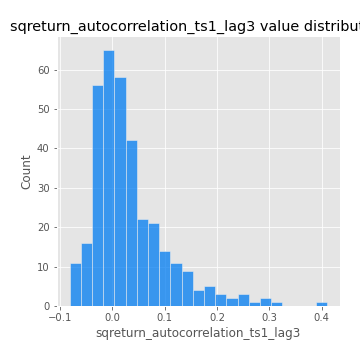 sqreturn_autocorrelation_ts1_lag3 value distribut
60
50
40
30
20
10
0
Count
−0.1 0.0 0.1 0.2 0.3 0.4
sqreturn_autocorrelation_ts1_lag3